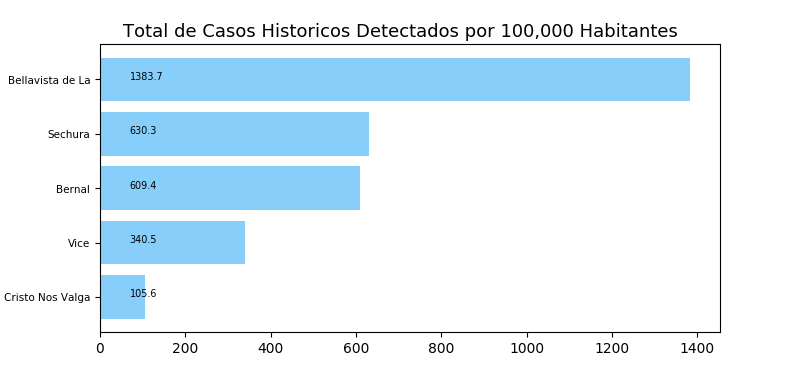 Total de Casos Historicos Detectados por 100,000 Habitantes
Bellavista de La 1383.7
Sechura 630.3
Bernal 609.4
Vice 340.5
Cristo Nos Valga 105.6
0 200 400 600 800 1000 1200 1400